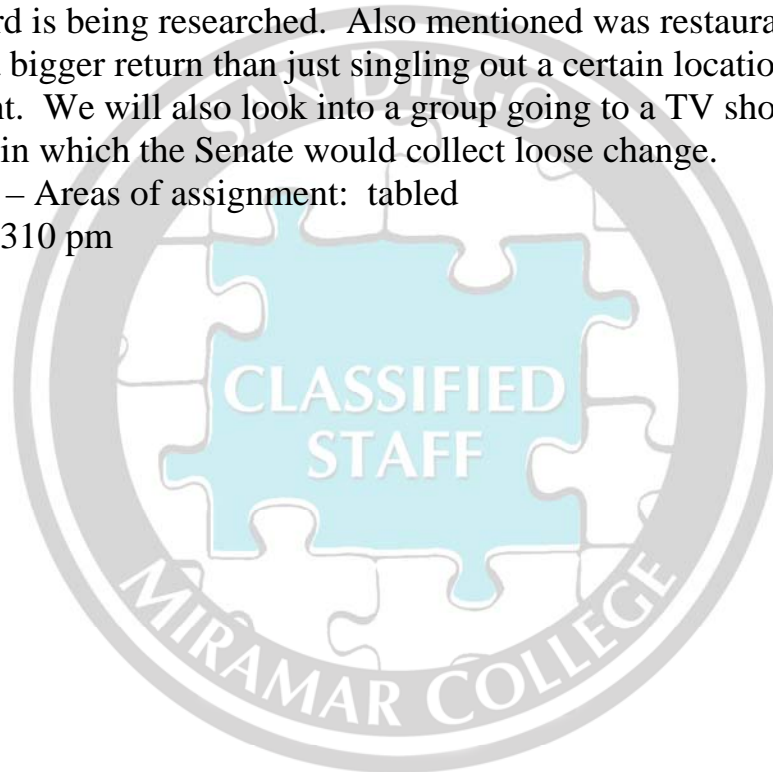 rd is being researched.  Also mentioned was restaura
bigger return than just singling out a certain locatio
t.  We will also look into a group going to a TV sho
in which the Senate would collect loose change.
– Areas of assignment:  tabled
310 pm
SAN DIEGO
CLASSIFIED
STAFF
MIRAMAR COLLEGE